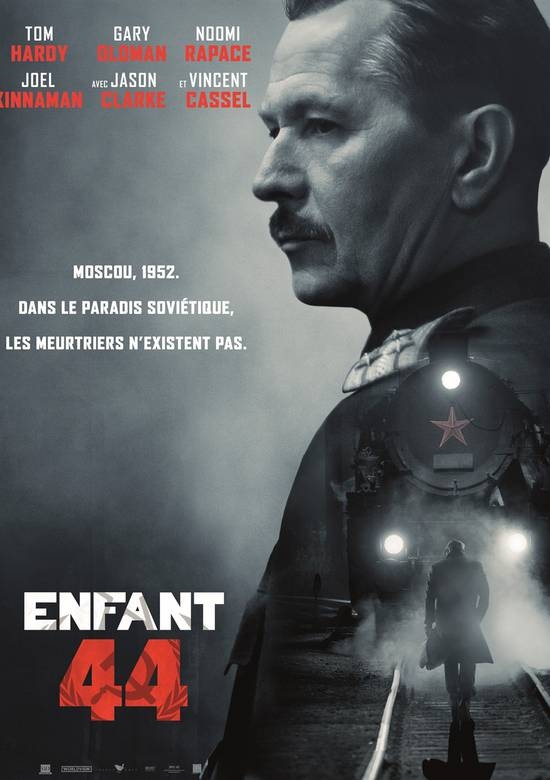 TOM GARY NOOMI
HARDY OLDMAN RAPACE
JOEL AVEC JASON ET VINCENT
KINNAMAN CLARKE CASSEL
MOSCOU, 1952.
DANS LE PARADIS SOVIÉTIQUE,
LES MEURTRIERS N'EXISTENT PAS.
ENFANT
44
WORLDVIEW